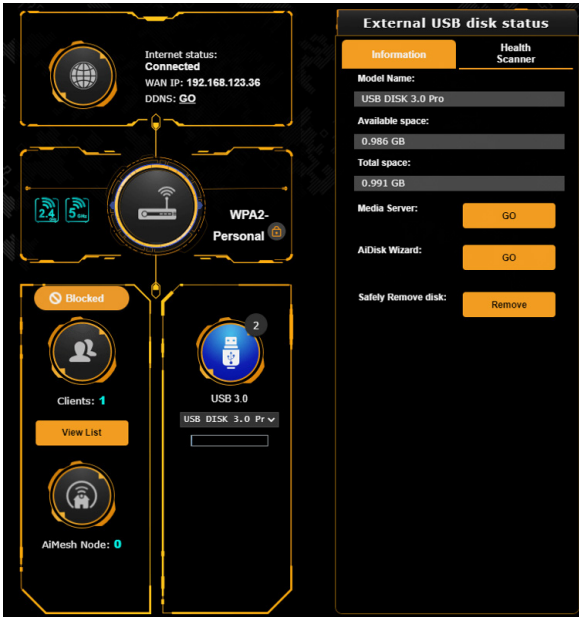 Internet status:
Connected
WAN IP: 192.168.123.36
DDNS: GO
2.4
GHz
5 GHz
WPA2-
Personal
Blocked
Clients: 1
View List
AiMesh Node: 0
2
USB 3.0
USB DISK 3.0 Pr
External USB disk status
Information
Health
Scanner
Model Name:
USB DISK 3.0 Pro
Available space:
0.986 GB
Total space:
0.991 GB
Media Server:
GO
AiDisk Wizard:
GO
Safely Remove disk:
Remove